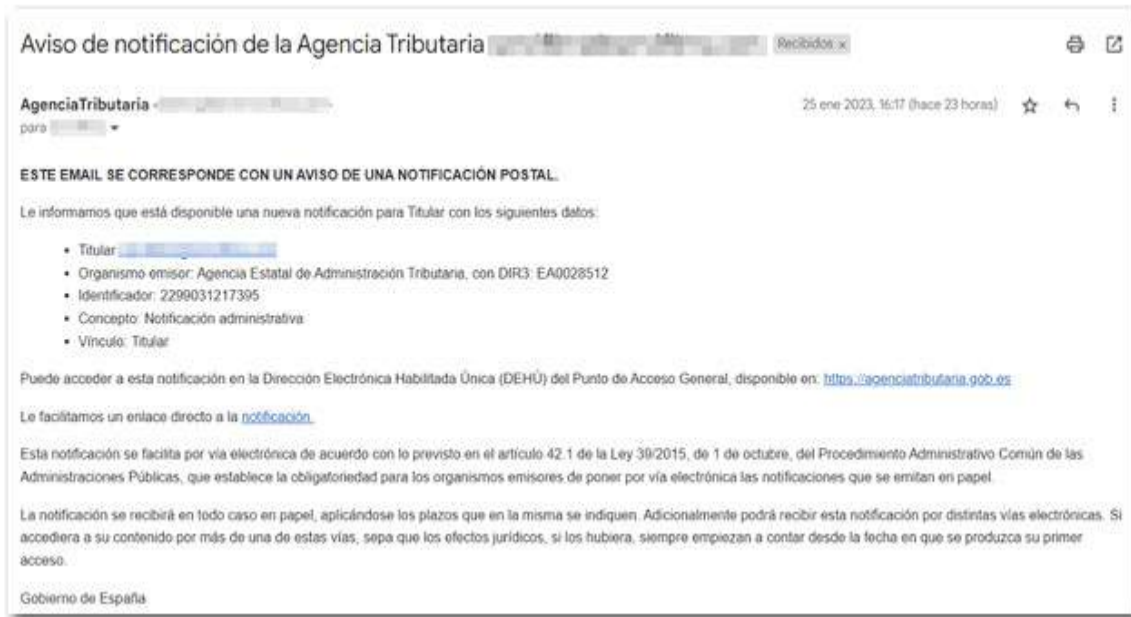 Aviso de notificación de la Agencia Tributaria
Recibidos x
AgenciaTributaria
25 ene 2023, 16:17 (hace 23 horas)
para
ESTE EMAIL SE CORRESPONDE CON UN AVISO DE UNA NOTIFICACIÓN POSTAL.
Le informamos que está disponible una nueva notificación para Titular con los siguientes datos:
• Titular
• Organismo emisor: Agencia Estatal de Administración Tributaria, con DIR3: EA0028512
• Identificador: 2299031217395
• Concepto: Notificación administrativa
• Vínculo: Titular
Puede acceder a esta notificación en la Dirección Electrónica Habilitada Única (DEHÚ) del Punto de Acceso General, disponible en: https://agenciatributaria.gob.es
Le facilitamos un enlace directo a la notificación.
Esta notificación se facilita por vía electrónica de acuerdo con lo previsto en el artículo 42.1 de la Ley 39/2015, de 1 de octubre, del Procedimiento Administrativo Común de las
Administraciones Públicas, que establece la obligatoriedad para los organismos emisores de poner por vía electrónica las notificaciones que se emitan en papel.
La notificación se recibirá en todo caso en papel, aplicándose los plazos que en la misma se indiquen. Adicionalmente podrá recibir esta notificación por distintas vías electrónicas. Si
accediera a su contenido por más de una de estas vías, sepa que los efectos jurídicos, si los hubiera, siempre empiezan a contar desde la fecha en que se produzca su primer
acceso.
Gobierno de España